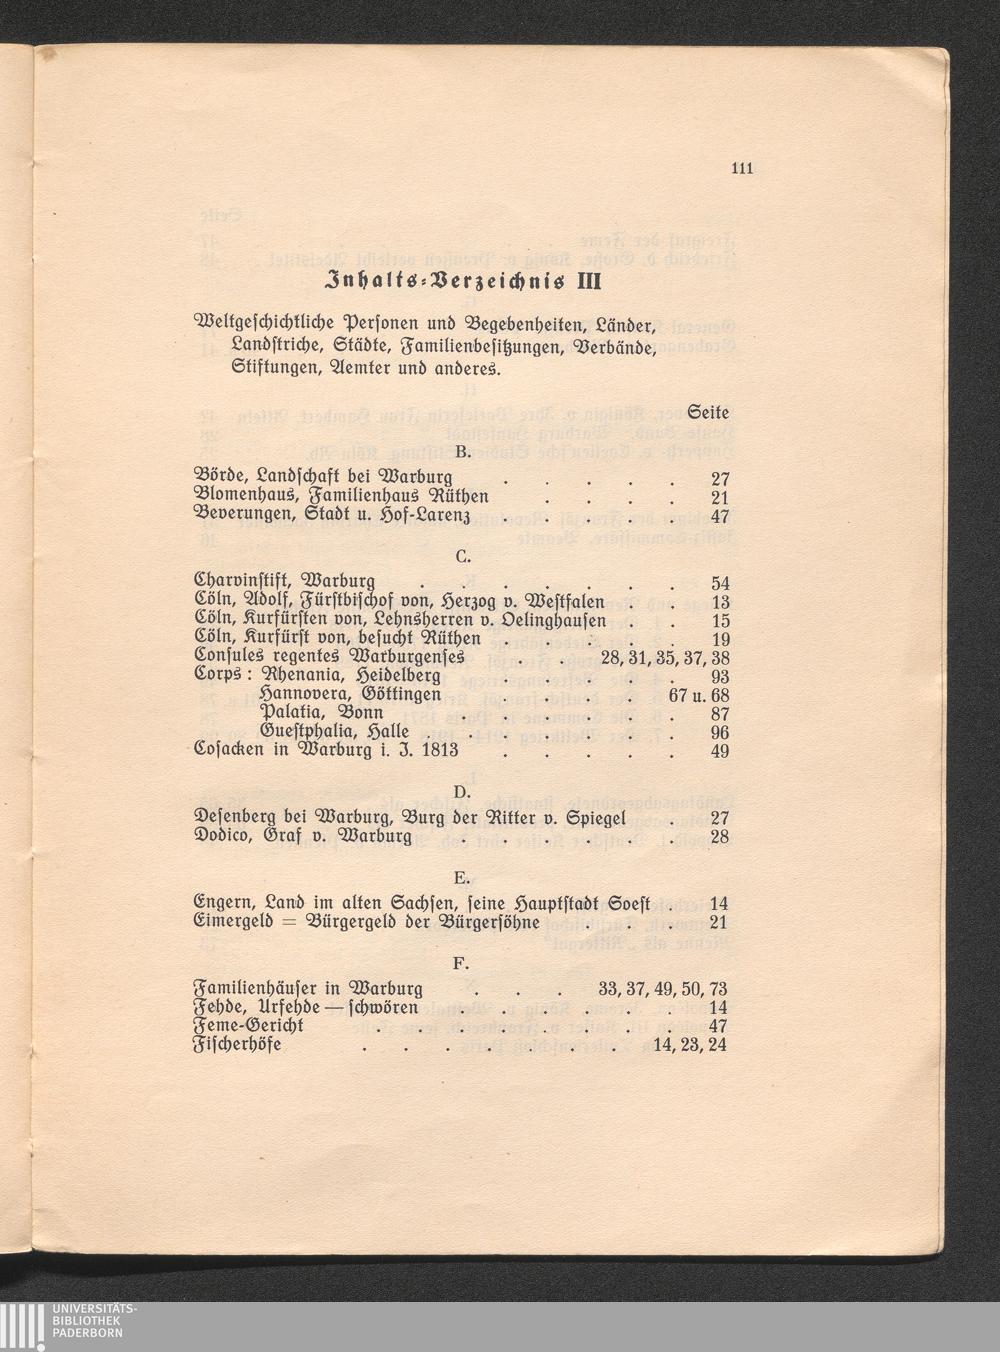 111
Inhalts-Verzeichnis III
Weltgeschichtliche Personen und Begebenheiten, Länder,
Landstriche, Städte, Familienbesitzungen, Verbände,
Stiftungen, Aemter und anderes.
Seite
B.
Börde, Landschaft bei Warburg . . . . . 27
Blomenhaus, Familienhaus Rüthen . . . . 21
Beverungen, Stadt u. Hof-Larenz . . . . . 47
C.
Charvinstift, Warburg . . . . . . . 54
Cöln, Adolf, Fürstbischof von, Herzog v. Westfalen . . 13
Cöln, Kurfürsten von, Lehnsherren v. Oelinghausen . . 15
Cöln, Kurfürst von, besucht Rüthen . . . . . 19
Consules regentes Warburgenses . . . 28, 31, 35, 37, 38
Corps: Rhenania, Heidelberg . . . . . 93
Hannovera, Göttingen . . . . 67 u. 68
Palatia, Bonn . . . . . . 87
Guestphalia, Halle . . . . . . . 96
Cosacken in Warburg i. J. 1813 . . . . . 49
D.
Desenberg bei Warburg, Burg der Ritter v. Spiegel . 27
Dodico, Graf v. Warburg . . . . . . 28
E.
Engern, Land im alten Sachsen, seine Hauptstadt Soest . 14
Eimergeld = Bürgergeld der Bürgersöhne . . . 21
F.
Familienhäuser in Warburg . . . 33, 37, 49, 50, 73
Fehde, Urfehde — schwören . . . . . . 14
Feme-Gericht . . . . . . . . 47
Fischerhöfe . . . . . . . 14, 23, 24
UNIVERSITÄTS-
BIBLIOTHEK
PADERBORN